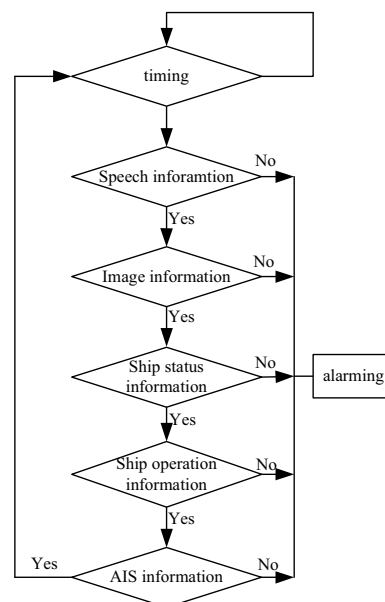 timing
Speech inforamtion
No
Yes
Image information
No
Yes
Ship status
information
No
alarming
Yes
Ship operation
information
No
Yes
Yes
AIS information
No